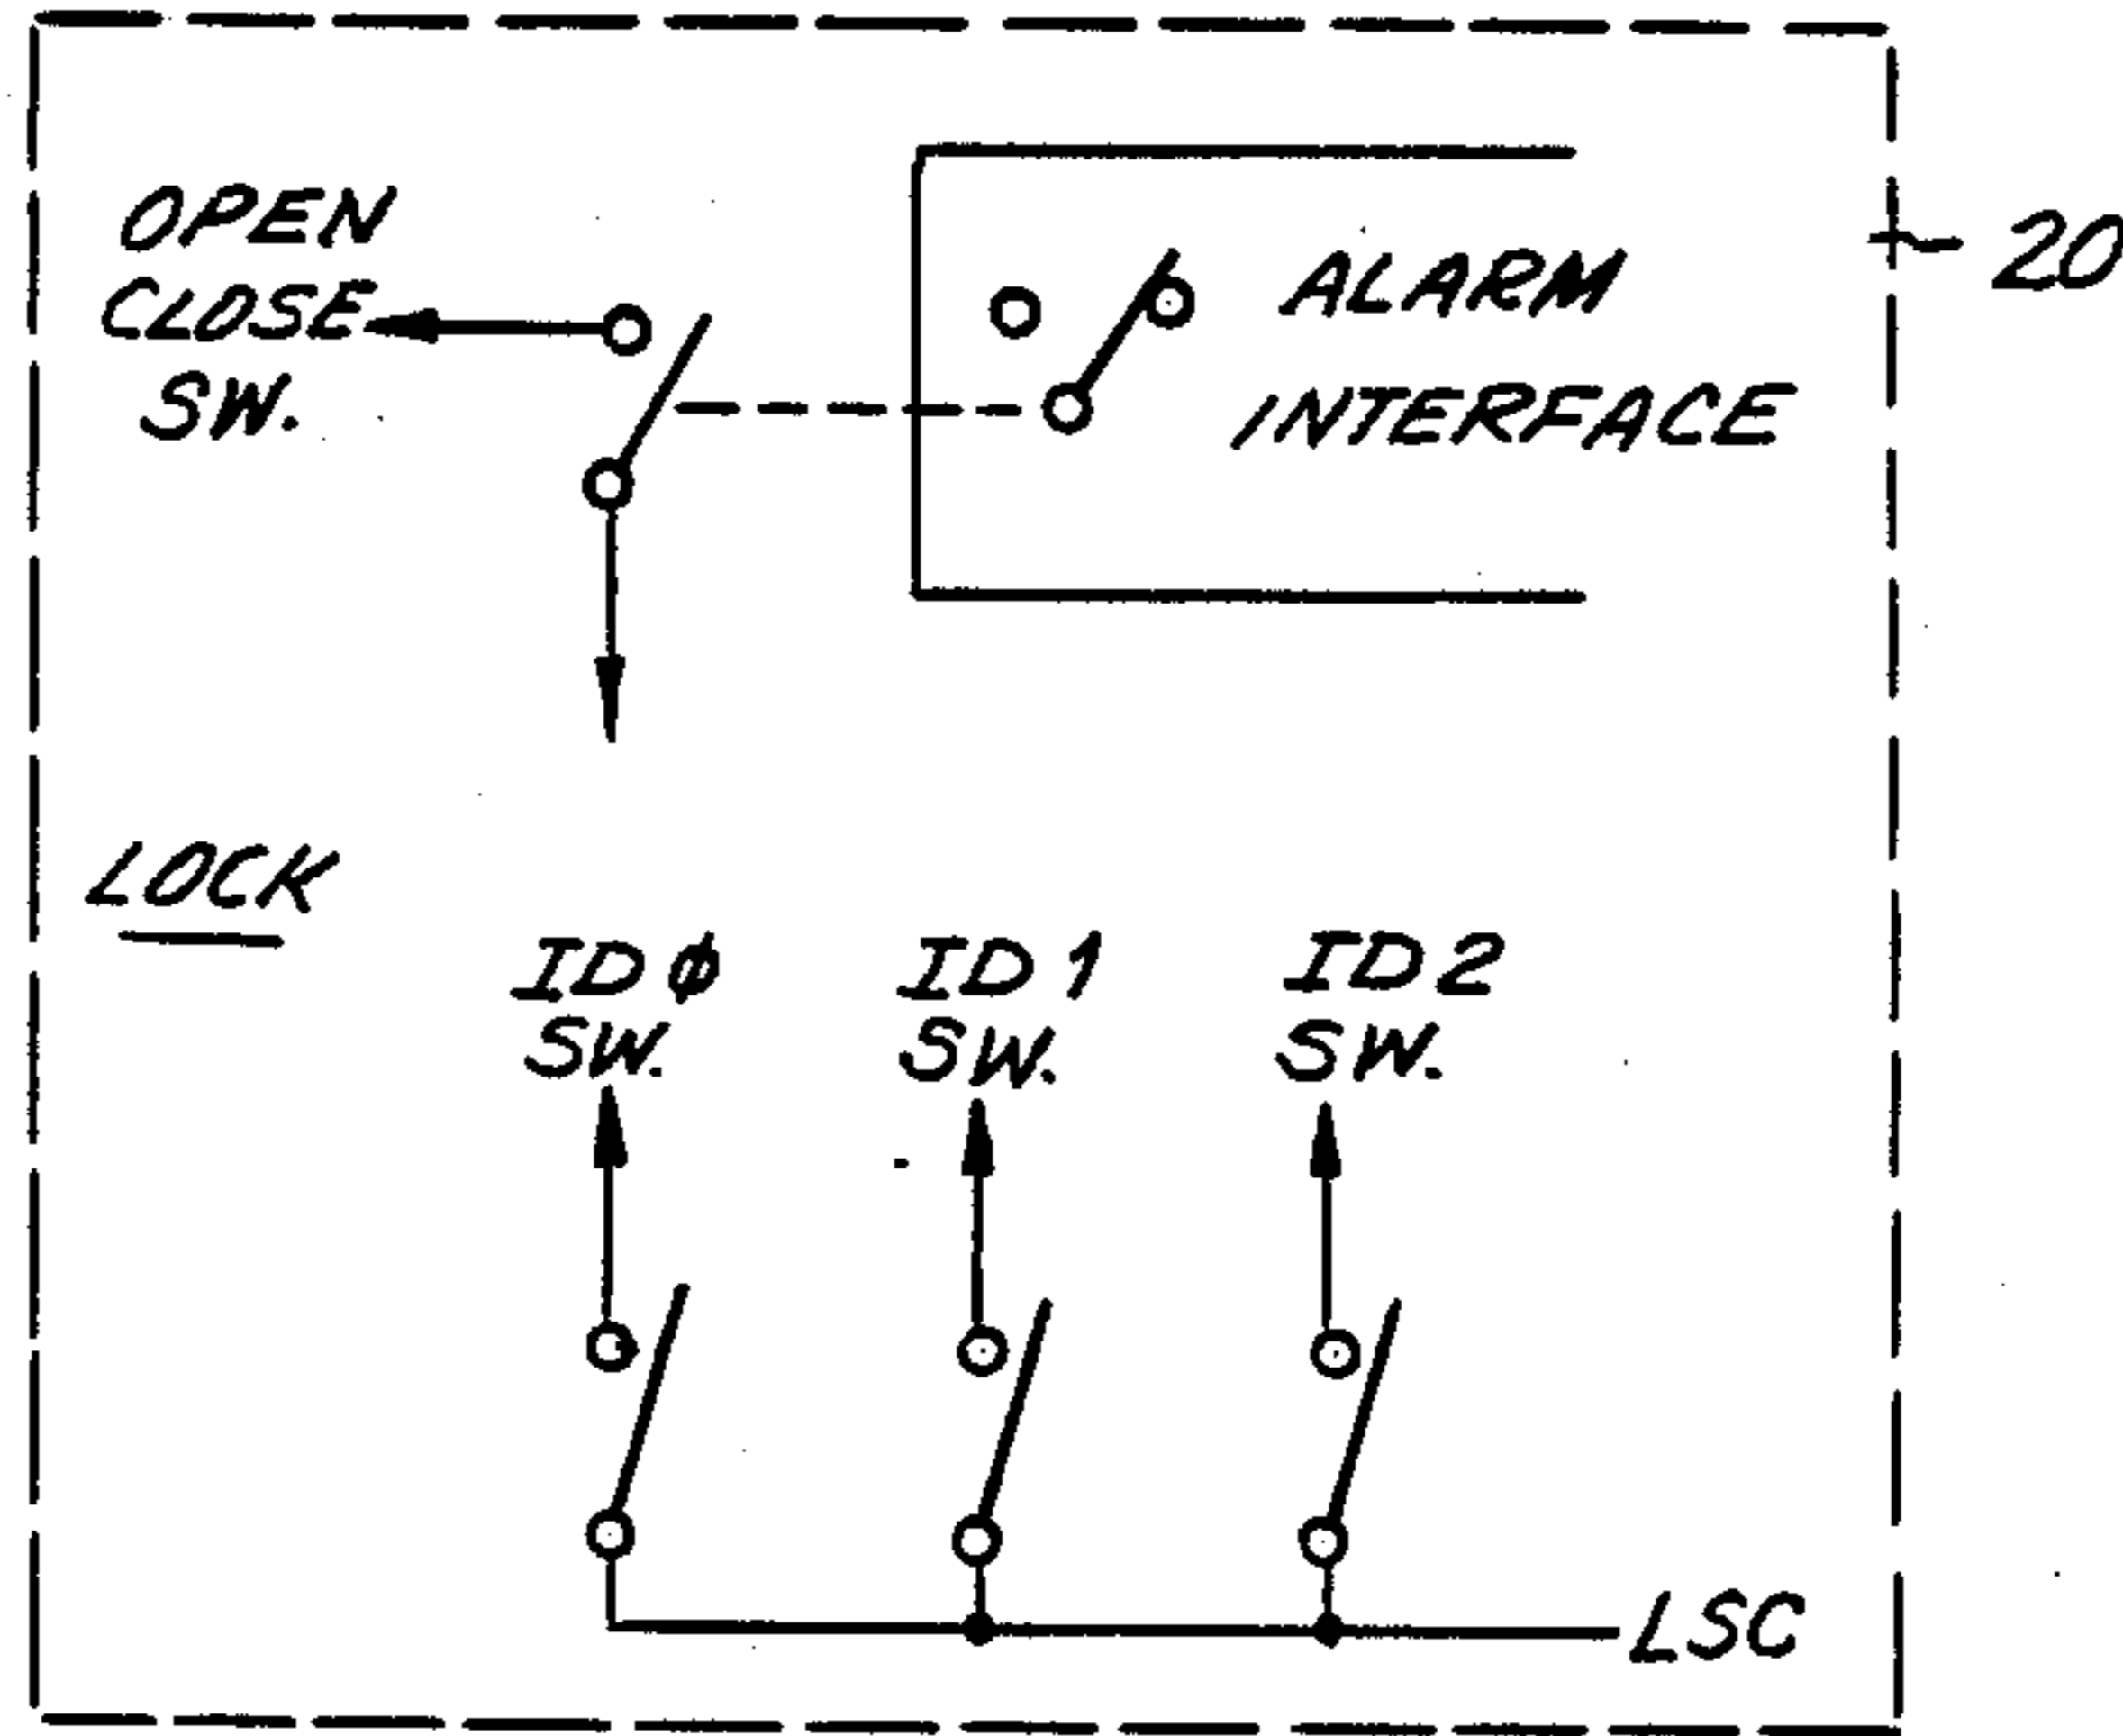 OPEN
CLOSE
SW.
ALARM
INTERFACE
20
LOCK
IDφ
SW.
ID1
SW.
ID2
SW.
LSC